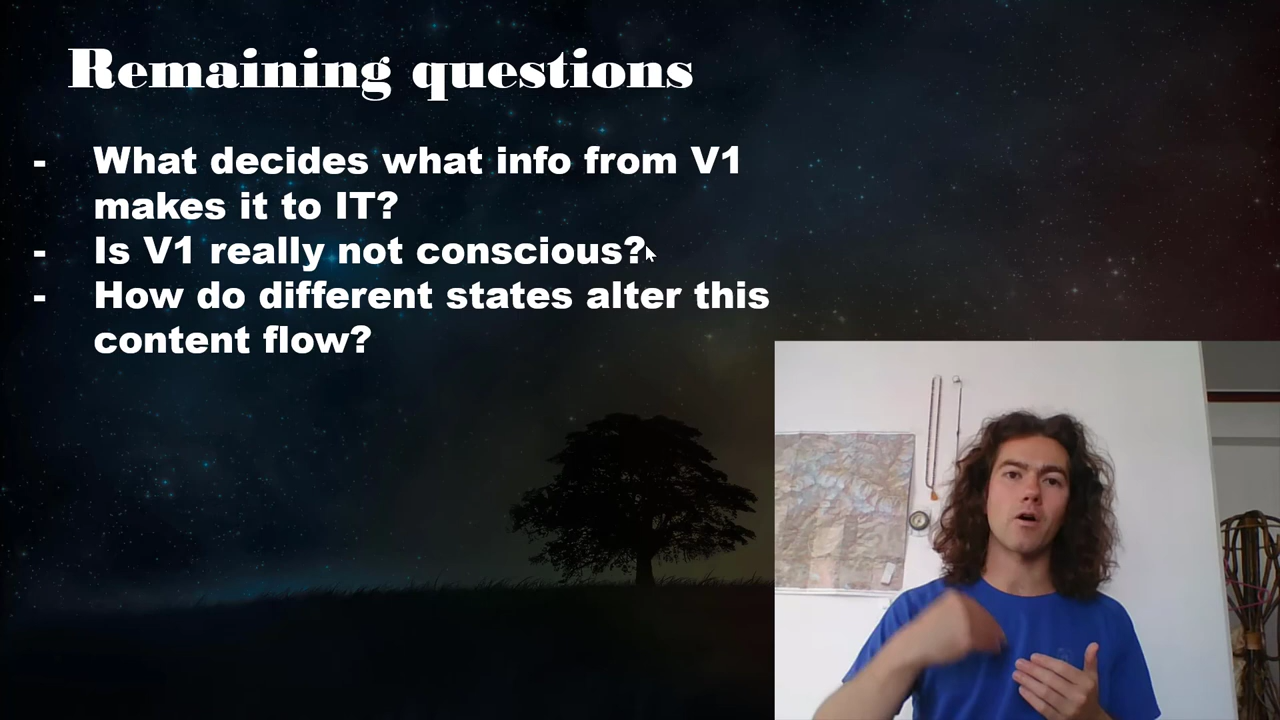 Remaining questions
- What decides what info from V1
makes it to IT?
- Is V1 really not conscious?
- How do different states alter this
content flow?